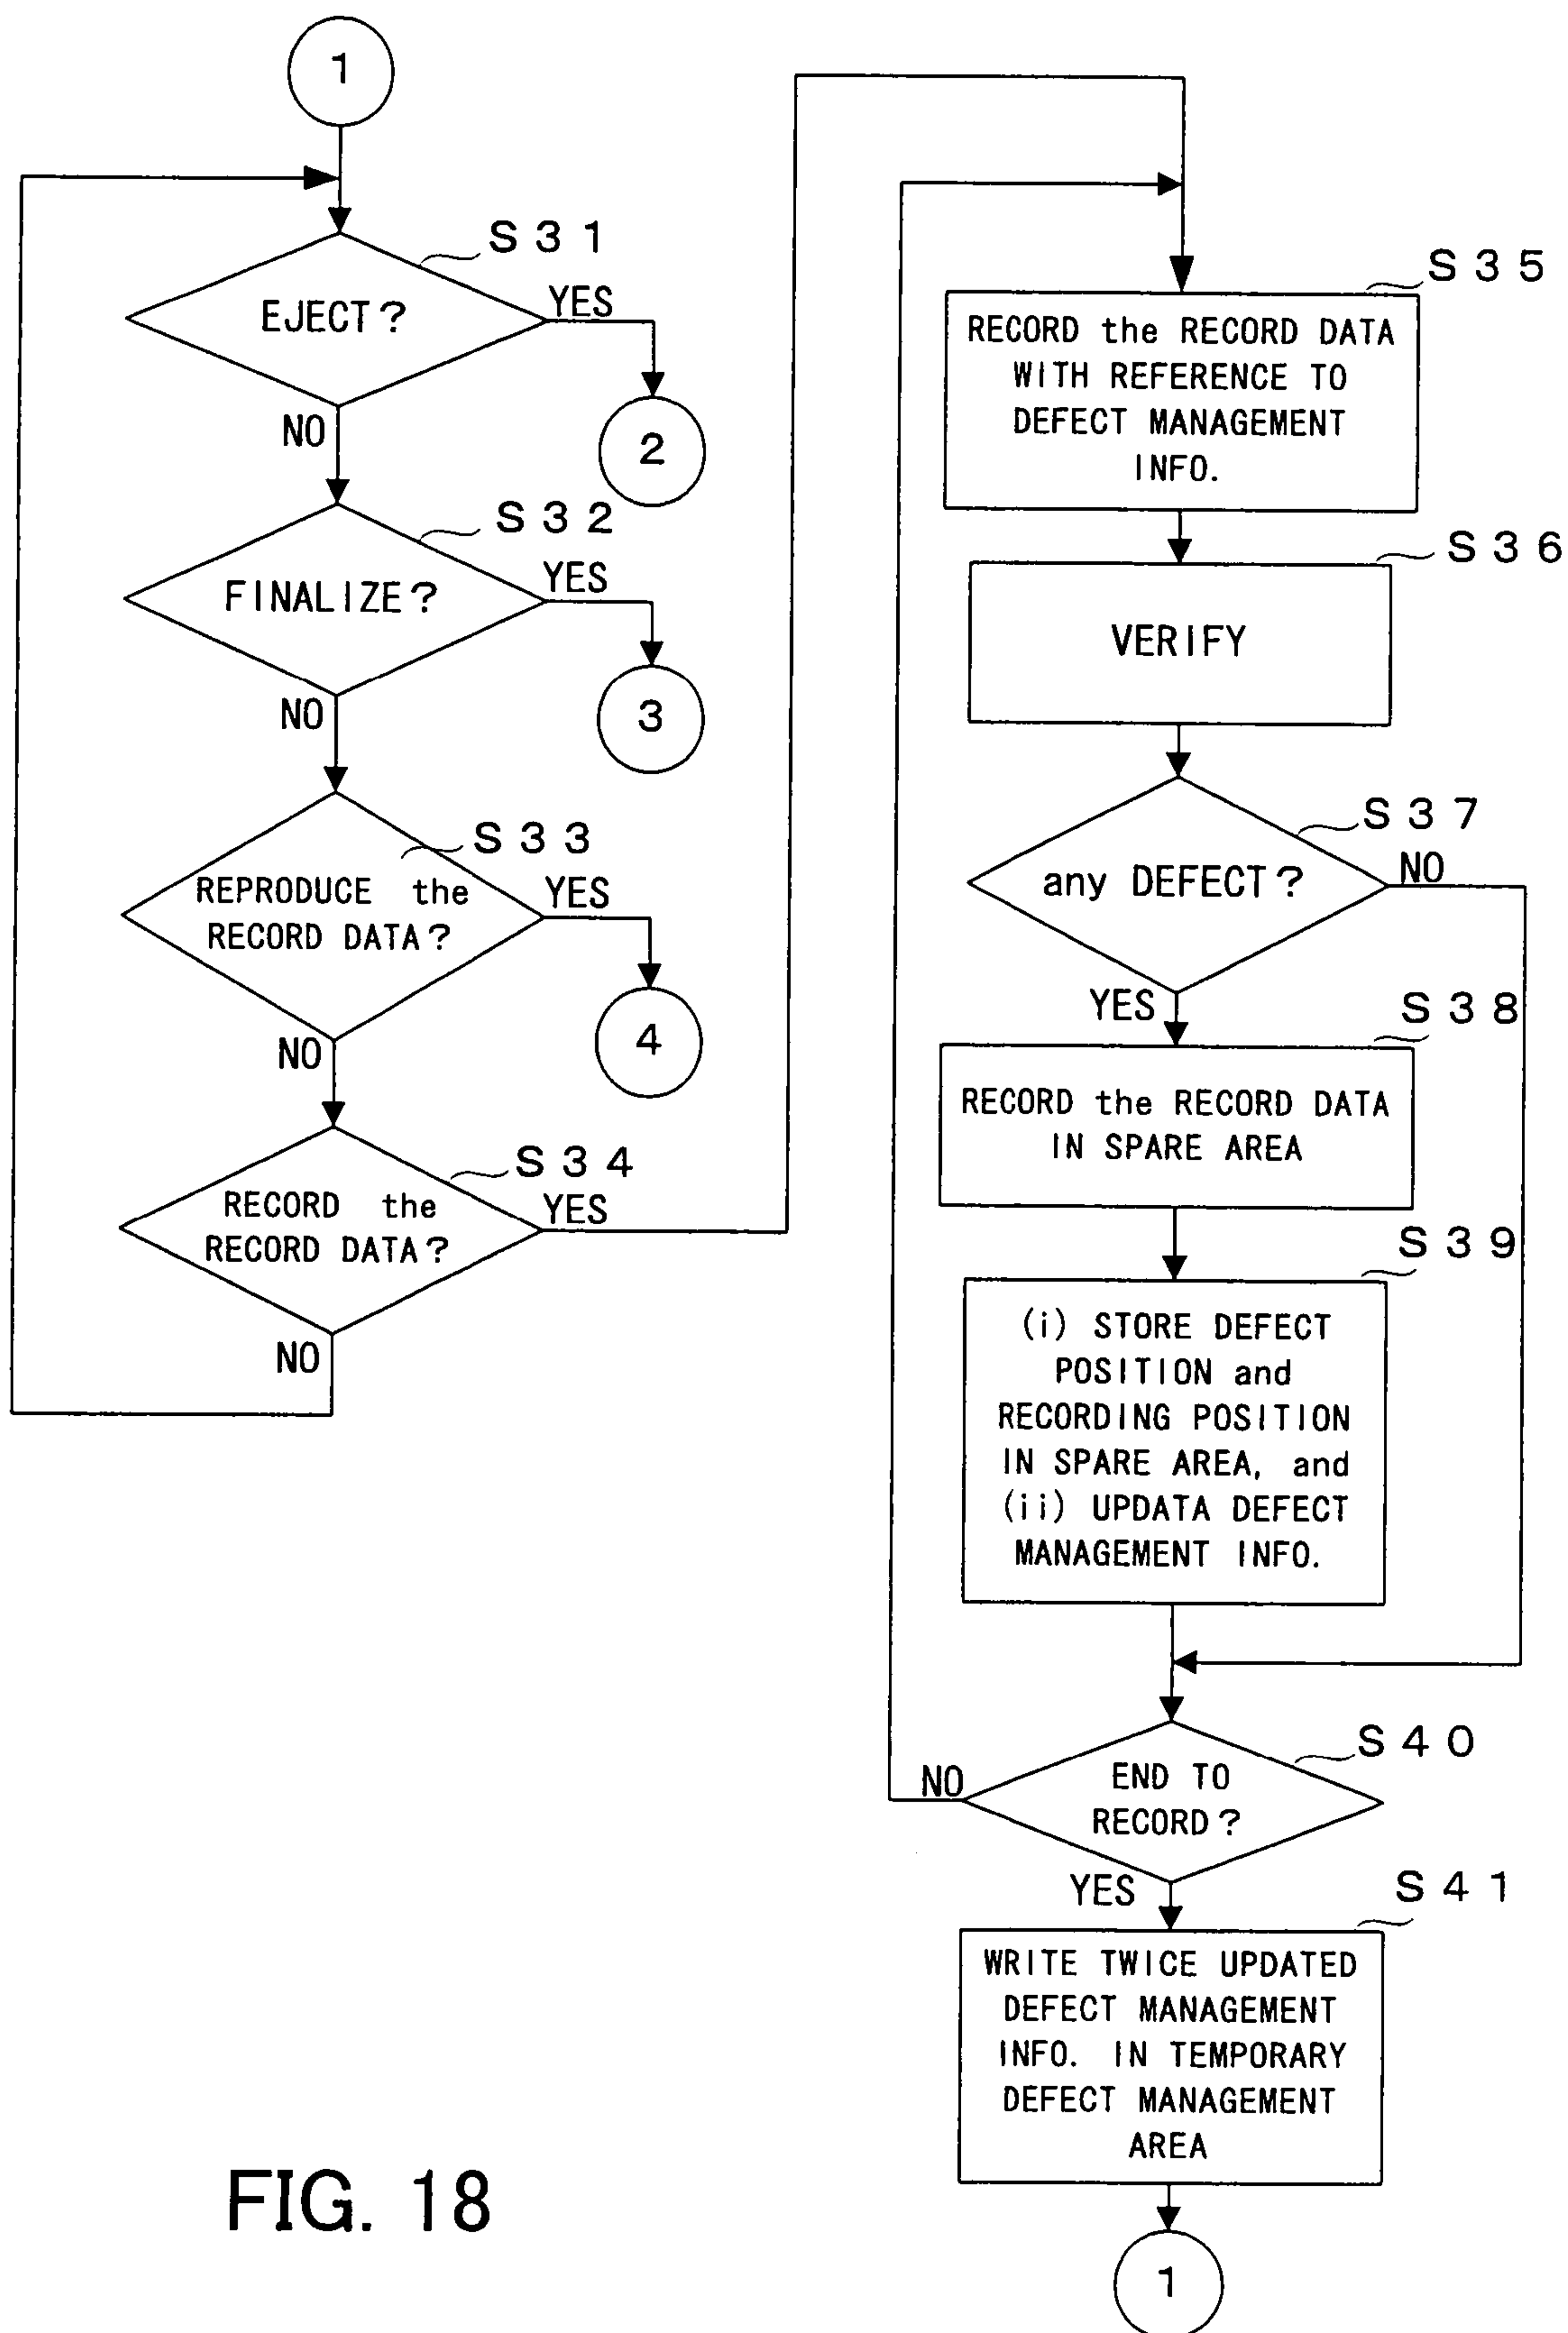 1
S31
EJECT?
YES
NO
2
S32
FINALIZE?
YES
NO
3
S33
REPRODUCE the
RECORD DATA?
YES
NO
4
S34
RECORD the
RECORD DATA?
YES
NO
S35
RECORD the RECORD DATA
WITH REFERENCE TO
DEFECT MANAGEMENT
INFO.
S36
VERIFY
S37
any DEFECT?
NO
YES
S38
RECORD the RECORD DATA
IN SPARE AREA
S39
(i) STORE DEFECT
POSITION and
RECORDING POSITION
IN SPARE AREA, and
(ii) UPDATA DEFECT
MANAGEMENT INFO.
S40
END TO
RECORD?
NO
YES
S41
WRITE TWICE UPDATED
DEFECT MANAGEMENT
INFO. IN TEMPORARY
DEFECT MANAGEMENT
AREA
1
FIG. 18